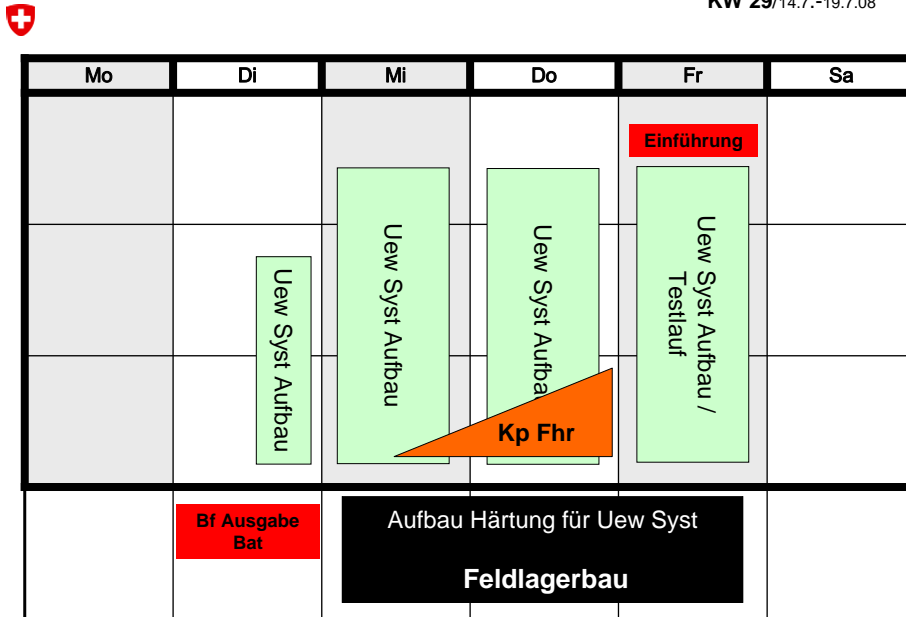 KW 29/14.7.-19.7.08
Mo Di Mi Do Fr Sa
Einführung
Uew Syst Aufbau
Uew Syst Aufbau
Uew Syst Aufba
Uew Syst Aufbau /
Testlauf
Kp Fhr
Bf Ausgabe
Bat
Aufbau Härtung für Uew Syst
Feldlagerbau